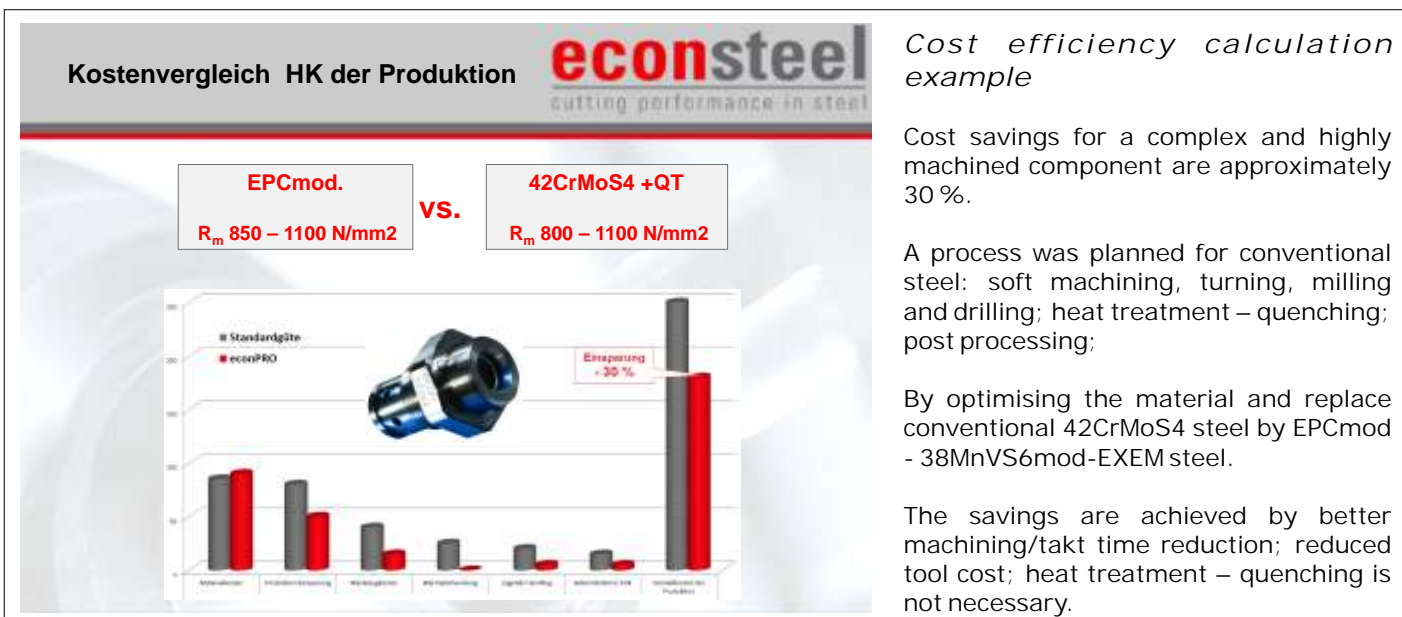 Kostenvergleich HK der Produktion
econsteel
cutting performance in steel
EPCmod.
Rm 850 – 1100 N/mm2
vs.
42CrMoS4 +QT
Rm 800 – 1100 N/mm2
Standardgüte
econPRO
Einsparung
- 30 %
Materialkosten
Cost efficiency calculation
example
Cost savings for a complex and highly
machined component are approximately
30 %.
A process was planned for conventional
steel: soft machining, turning, milling
and drilling; heat treatment – quenching;
post processing;
By optimising the material and replace
conventional 42CrMoS4 steel by EPCmod
- 38MnVS6mod-EXEM steel.
The savings are achieved by better
machining/takt time reduction; reduced
tool cost; heat treatment – quenching is
not necessary.